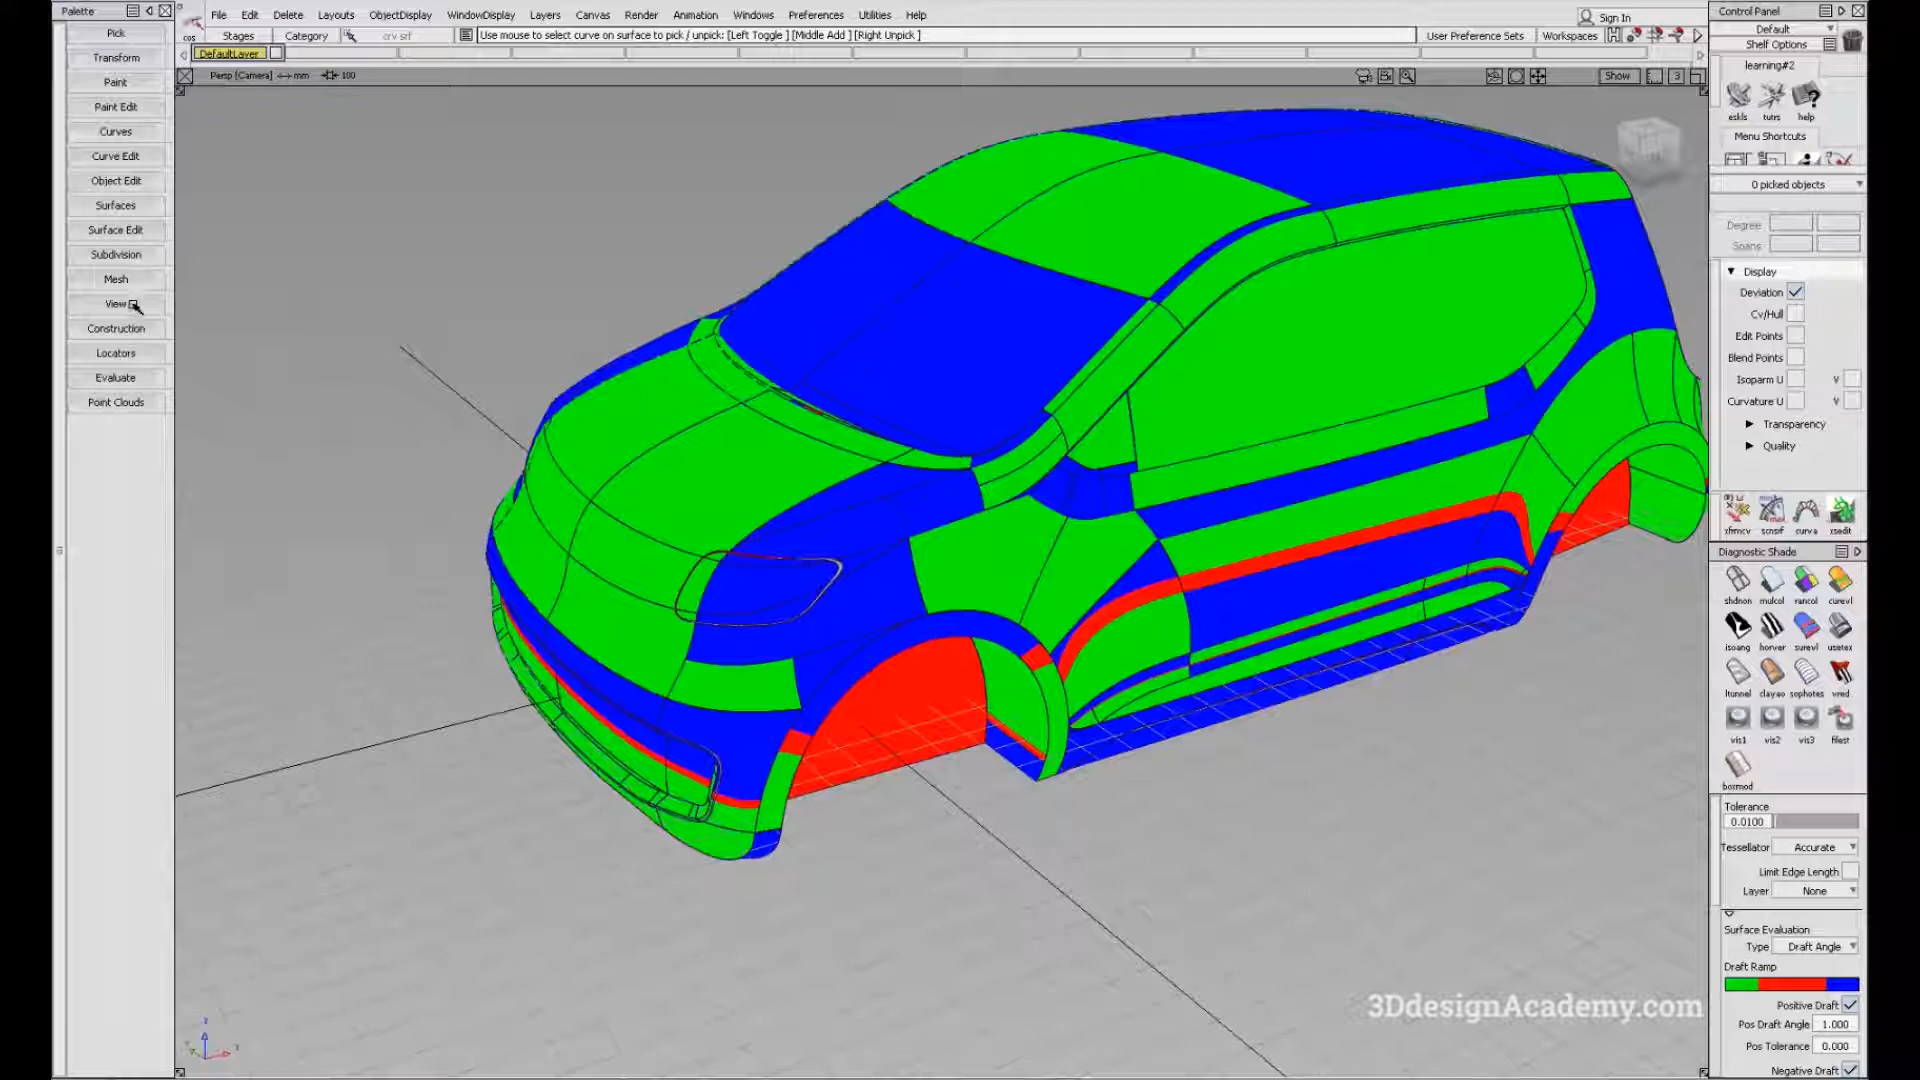 Palette
Pick
Transform
Paint
Paint Edit
Curves
Curve Edit
Object Edit
Surfaces
Surface Edit
Subdivision
Mesh
View
Construction
Locators
Evaluate
Point Clouds
File Edit Delete Layouts ObjectDisplay WindowDisplay Layers Canvas Render Animation Windows Preferences Utilities Help
Sign In
cos
Stages Category crv srf
Use mouse to select curve on surface to pick / unpick: [Left Toggle ] [Middle Add ] [Right Unpick ]
User Preference Sets Workspaces
DefaultLayer
Persp [Camera] mm 100
Show 3
Control Panel
Default
Shelf Options
learning#2
eskls tutrs help
Menu Shortcuts
0 picked objects
Degree
Spans
Display
Deviation
Cv/Hull
Edit Points
Blend Points
Isoparm U V
Curvature U V
Transparency
Quality
xfrmcv scnsrf curva xsedit
Diagnostic Shade
shdnon mulcol rancol curevl
isoang horver surevl usetex
ltunnel clayao sophotes vred
vis1 vis2 vis3 filest
boxmod
Tolerance
0.0100
Tessellator Accurate
Limit Edge Length
Layer None
Surface Evaluation
Type Draft Angle
Draft Ramp
Positive Draft
Pos Draft Angle 1.000
Pos Tolerance 0.000
Negative Draft
3DdesignAcademy.com